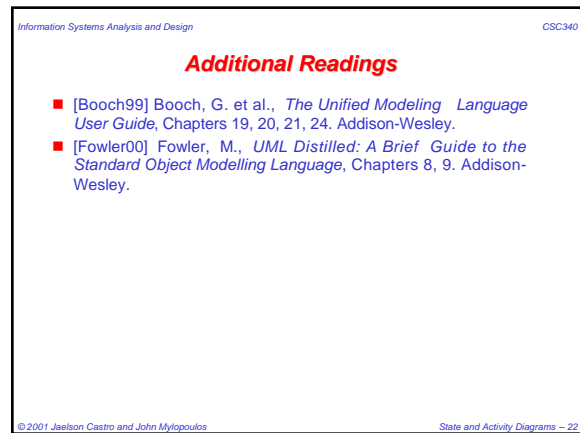 Information Systems Analysis and Design CSC340
Additional Readings
[Booch99] Booch, G. et al., The Unified Modeling Language
User Guide, Chapters 19, 20, 21, 24. Addison-Wesley.
[Fowler00] Fowler, M., UML Distilled: A Brief Guide to the
Standard Object Modelling Language, Chapters 8, 9. Addison-
Wesley.
© 2001 Jaelson Castro and John Mylopoulos State and Activity Diagrams -- 22